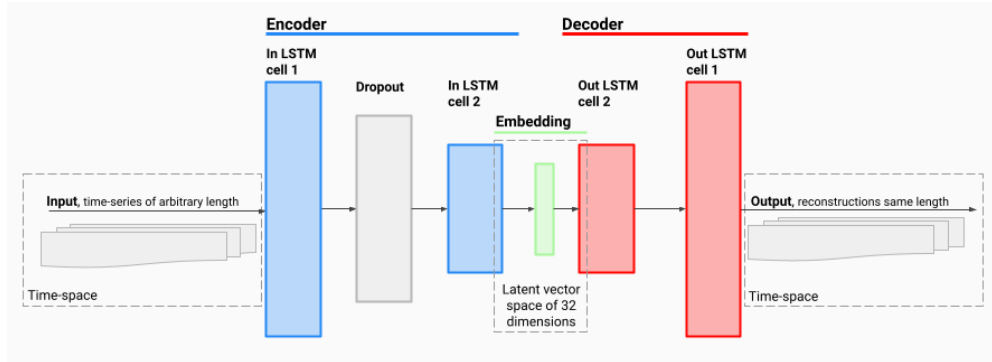 Encoder
Decoder
In LSTM
cell 1
Dropout
In LSTM
cell 2
Embedding
Out LSTM
cell 2
Out LSTM
cell 1
Input, time-series of arbitrary length
Time-space
Latent vector
space of 32
dimensions
Output, reconstructions same length
Time-space